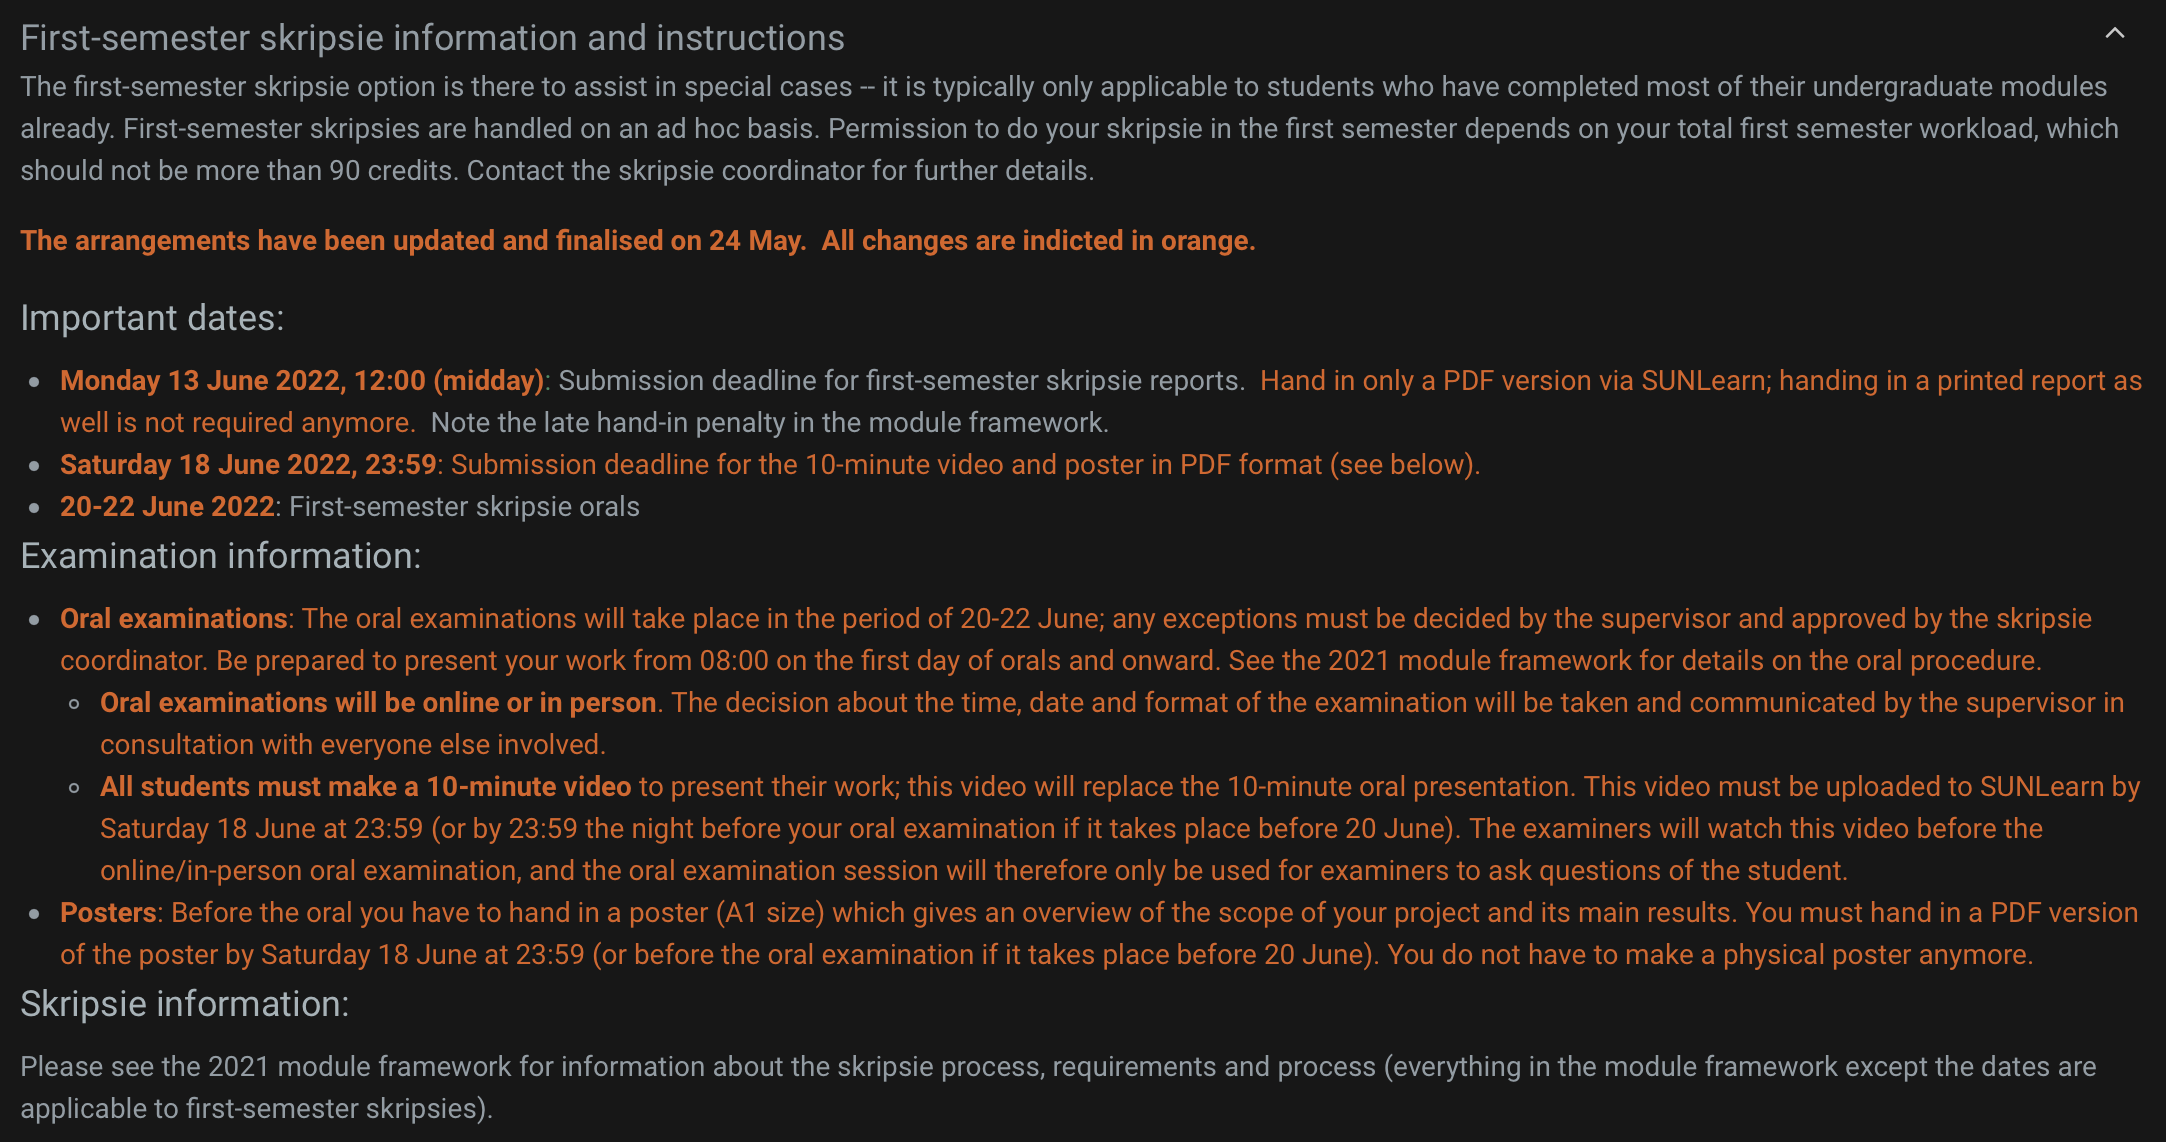 First-semester skripsie information and instructions
The first-semester skripsie option is there to assist in special cases -- it is typically only applicable to students who have completed most of their undergraduate modules
already. First-semester skripsies are handled on an ad hoc basis. Permission to do your skripsie in the first semester depends on your total first semester workload, which
should not be more than 90 credits. Contact the skripsie coordinator for further details.
The arrangements have been updated and finalised on 24 May.  All changes are indicted in orange.
Important dates:
Monday 13 June 2022, 12:00 (midday): Submission deadline for first-semester skripsie reports.  Hand in only a PDF version via SUNLearn; handing in a printed report as
well is not required anymore.  Note the late hand-in penalty in the module framework.
Saturday 18 June 2022, 23:59: Submission deadline for the 10-minute video and poster in PDF format (see below).
20-22 June 2022: First-semester skripsie orals
Examination information:
Oral examinations: The oral examinations will take place in the period of 20-22 June; any exceptions must be decided by the supervisor and approved by the skripsie
coordinator. Be prepared to present your work from 08:00 on the first day of orals and onward. See the 2021 module framework for details on the oral procedure.
Oral examinations will be online or in person. The decision about the time, date and format of the examination will be taken and communicated by the supervisor in
consultation with everyone else involved.
All students must make a 10-minute video to present their work; this video will replace the 10-minute oral presentation. This video must be uploaded to SUNLearn by
Saturday 18 June at 23:59 (or by 23:59 the night before your oral examination if it takes place before 20 June). The examiners will watch this video before the
online/in-person oral examination, and the oral examination session will therefore only be used for examiners to ask questions of the student.
Posters: Before the oral you have to hand in a poster (A1 size) which gives an overview of the scope of your project and its main results. You must hand in a PDF version
of the poster by Saturday 18 June at 23:59 (or before the oral examination if it takes place before 20 June). You do not have to make a physical poster anymore.
Skripsie information:
Please see the 2021 module framework for information about the skripsie process, requirements and process (everything in the module framework except the dates are
applicable to first-semester skripsies).